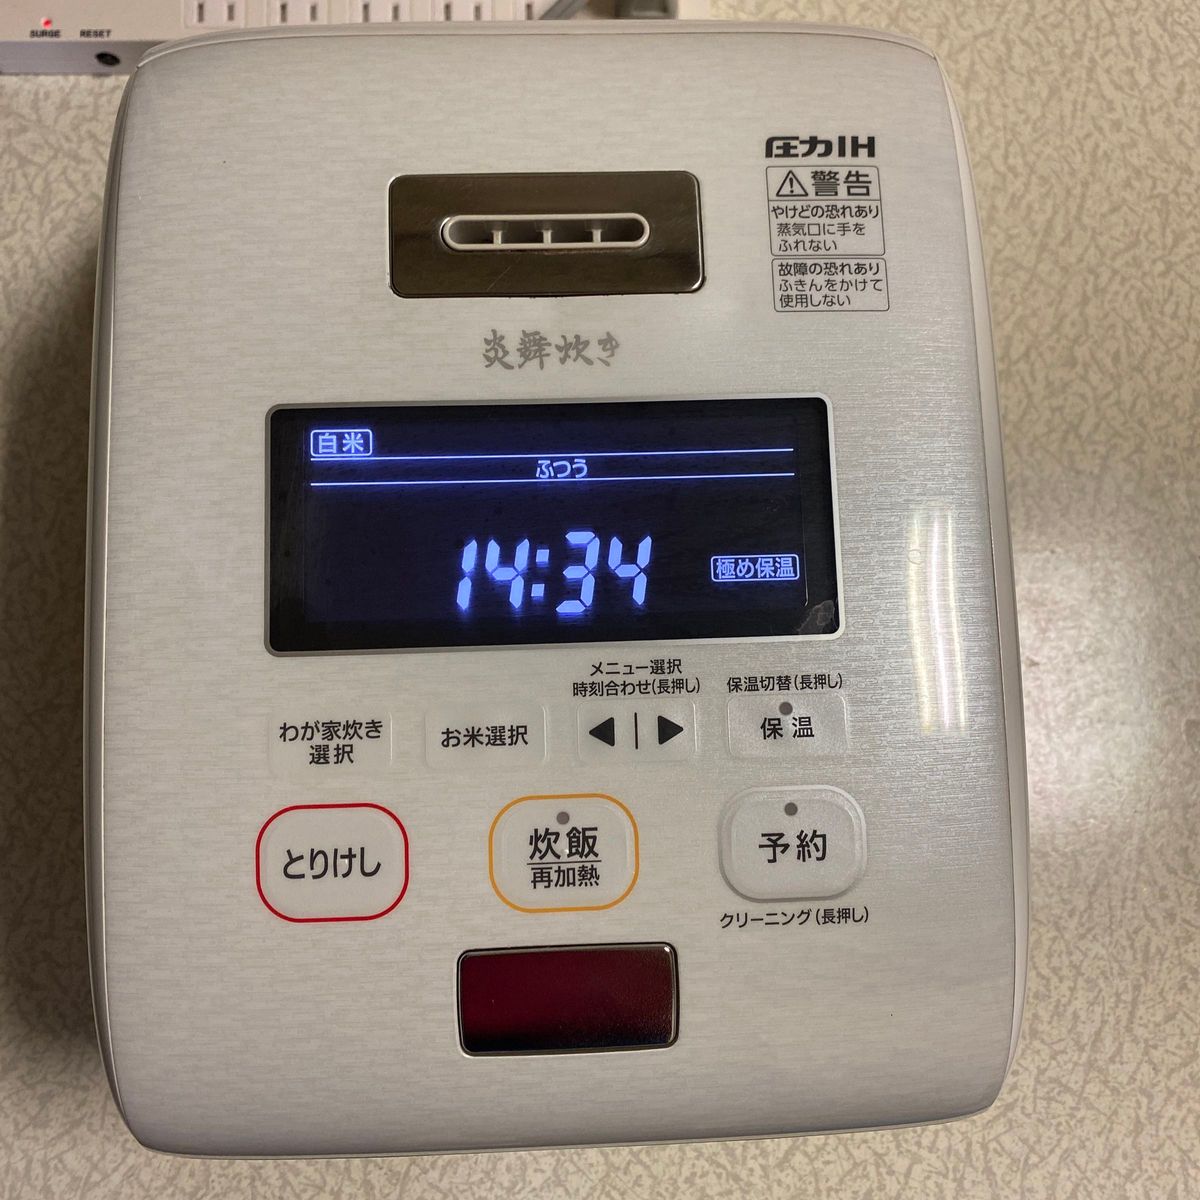 SURGE RESET
圧力IH
警告
やけどの恐れあり
蒸気口に手を
ふれない
故障の恐れあり
ふきんをかけて
使用しない
炎舞炊き
白米
ふつう
14:34
極め保温
メニュー選択
時刻合わせ(長押し)
保温切替(長押し)
わが家炊き
選択
お米選択
保温
とりけし
炊飯
再加熱
予約
クリーニング(長押し)